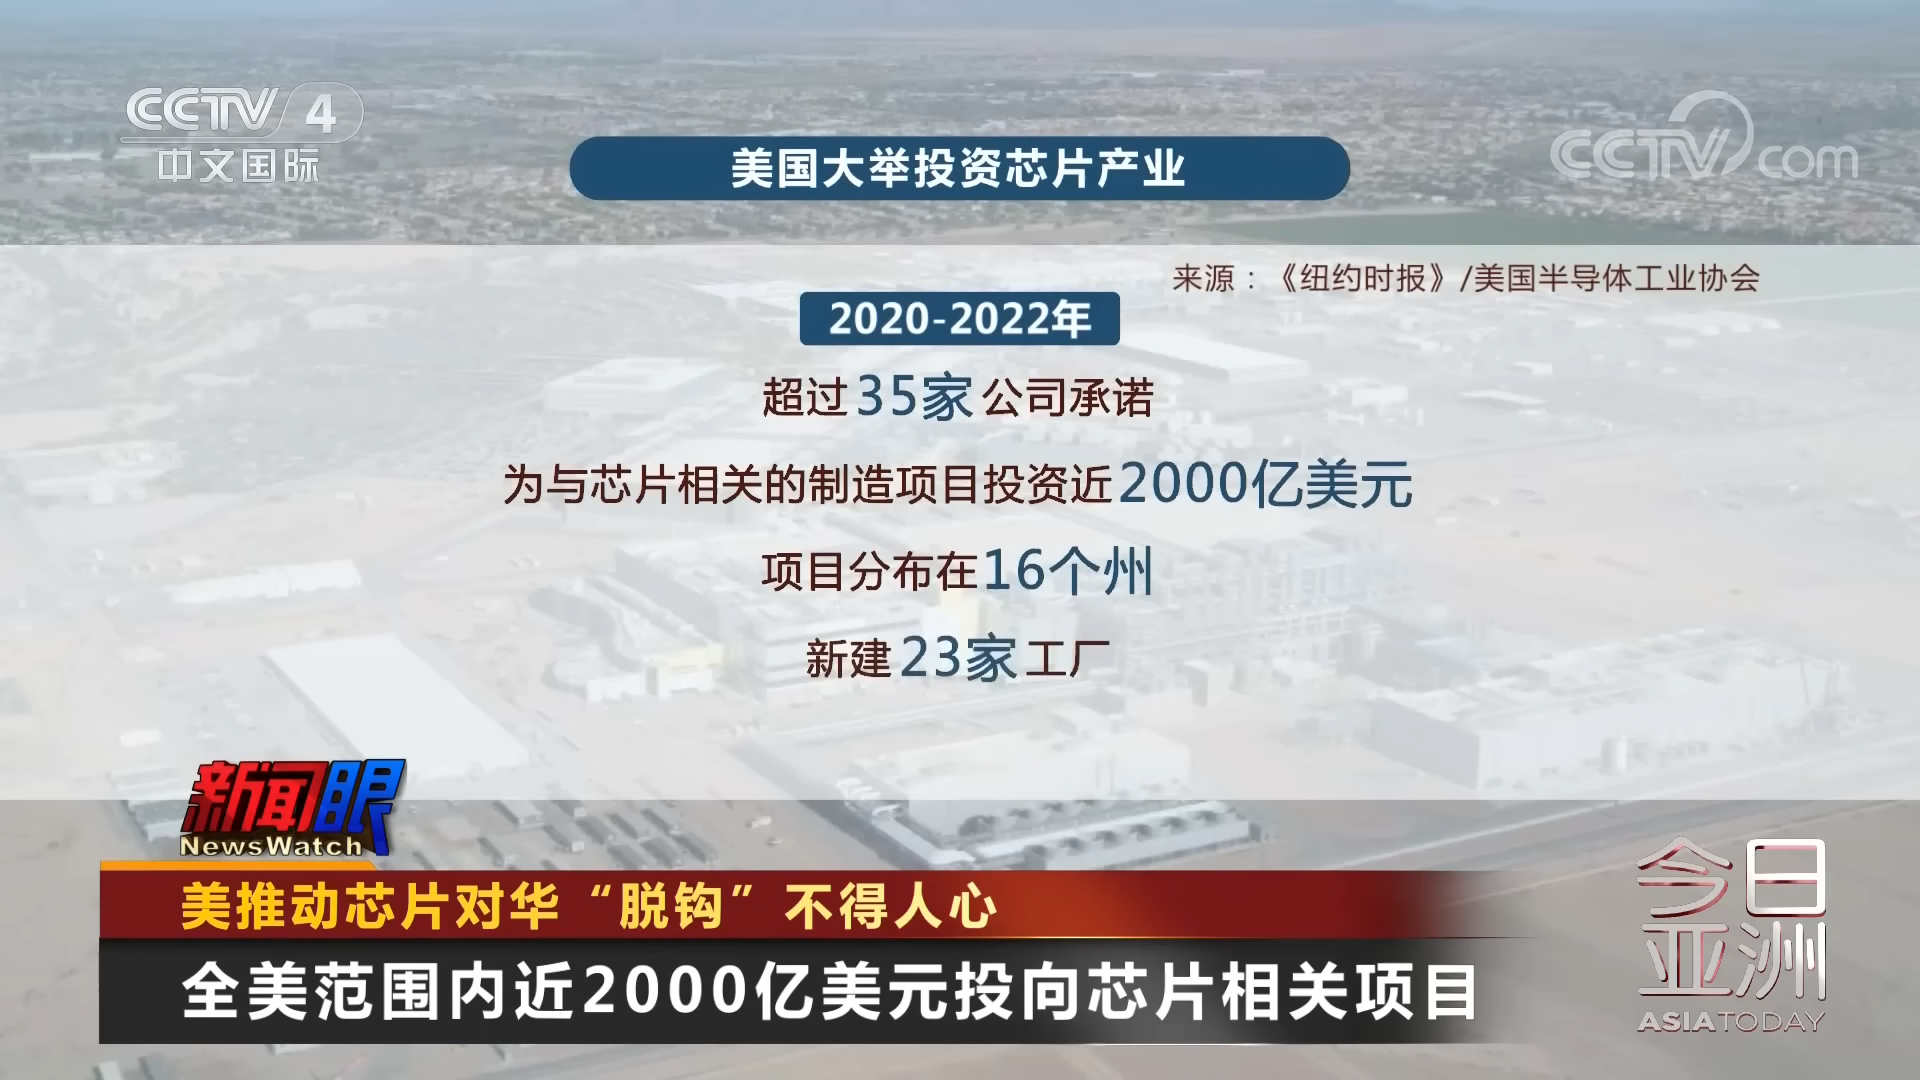 CCTV 4
中文国际
CCTV com
美国大举投资芯片产业
来源：《纽约时报》/美国半导体工业协会
2020-2022年
超过35家公司承诺
为与芯片相关的制造项目投资近2000亿美元
项目分布在16个州
新建23家工厂
新闻眼
NewsWatch
美推动芯片对华“脱钩”不得人心
全美范围内近2000亿美元投向芯片相关项目
今日
亚洲
ASIA TODAY